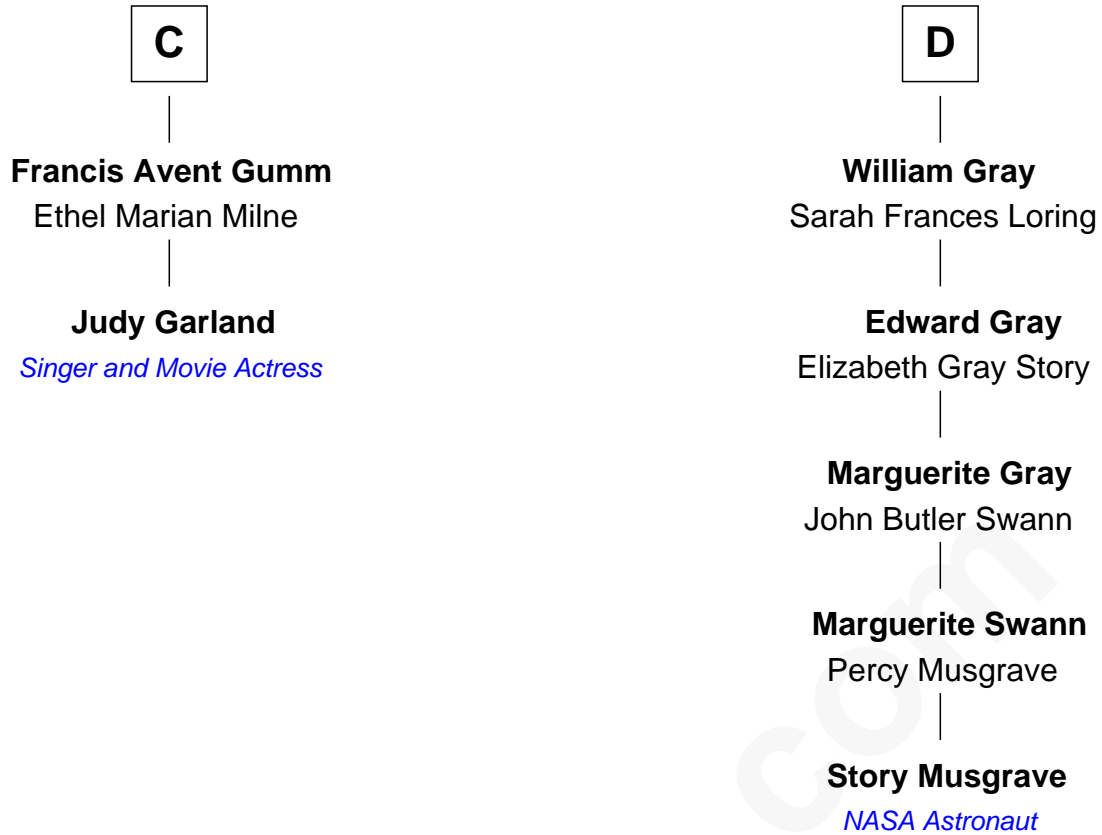 C
Francis Avent Gumm
Ethel Marian Milne
Judy Garland
Singer and Movie Actress
D
William Gray
Sarah Frances Loring
Edward Gray
Elizabeth Gray Story
Marguerite Gray
John Butler Swann
Marguerite Swann
Percy Musgrave
Story Musgrave
NASA Astronaut
com